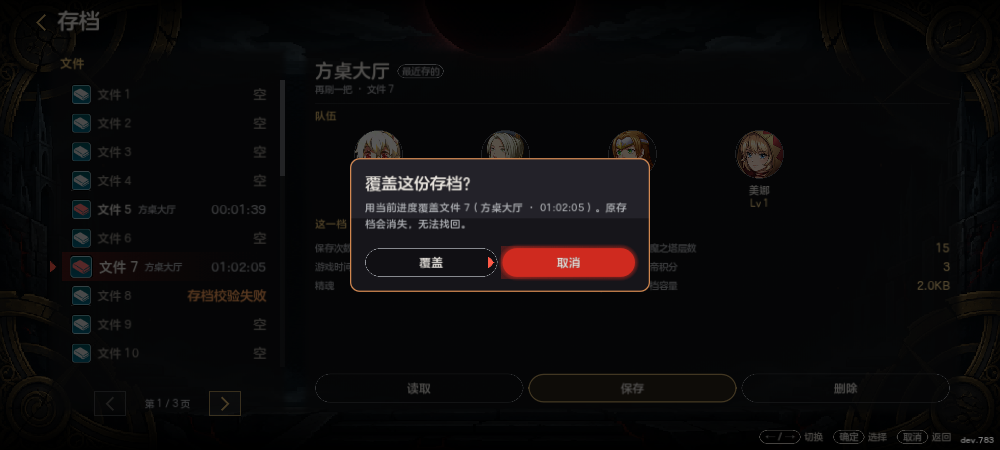 存档
文件
文件 1 空
文件 2 空
文件 3 空
文件 4 空
文件 5 方桌大厅 00:01:39
文件 6 空
文件 7 方桌大厅 01:02:05
文件 8 存档校验失败
文件 9 空
文件 10 空
第 1 / 3 页
方桌大厅 最近存的
再刷一把 · 文件 7
队伍
美娜
Lv 1
覆盖这份存档?
用当前进度覆盖文件 7（方桌大厅 · 01:02:05）。原存
档会消失，无法找回。
覆盖
取消
这一档
保存次数
魔之塔层数 15
游戏时间
积分 3
精魂
档容量 2.0KB
读取
保存
删除
←/→ 切换 确定 选择 取消 返回
dev.783